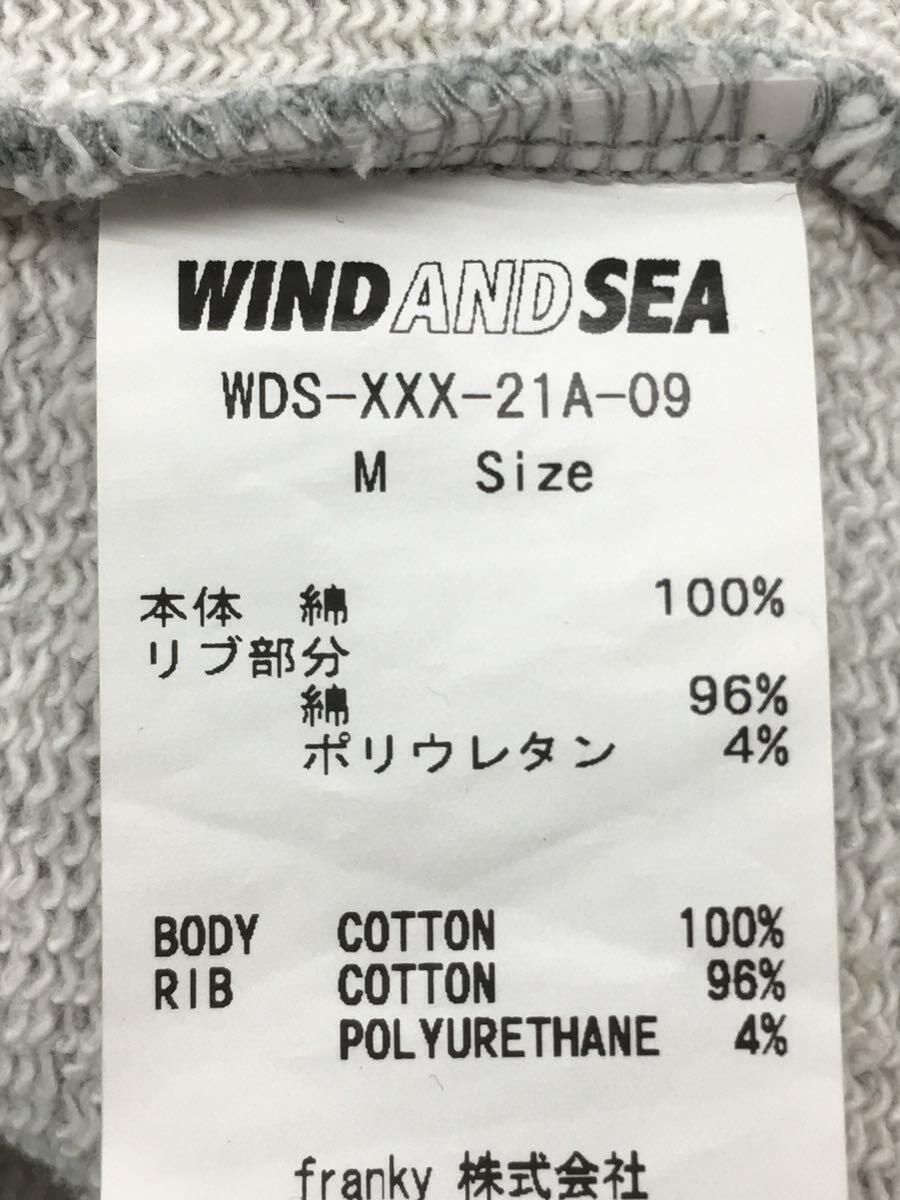 WINDANDSEA
WDS-XXX-21A-09
M Size
本体 綿 100%
リブ部分
綿 96%
ポリウレタン 4%
BODY COTTON 100%
RIB COTTON 96%
POLYURETHANE 4%
franky 株式会社